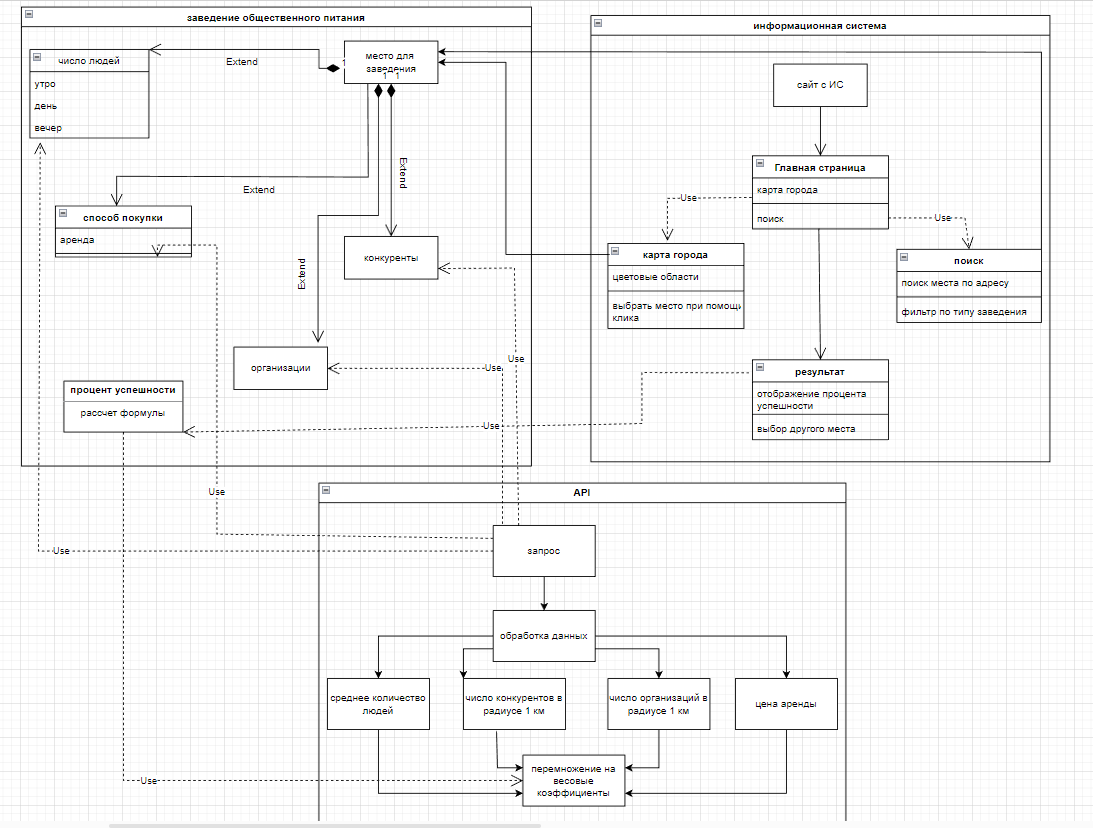 заведение общественного питания
место для
заведения
1
1 1
число людей
утро
день
вечер
Extend
Extend
Extend
Extend
способ покупки
аренда
конкуренты
организации
процент успешности
рассчет формулы
информационная система
сайт с ИС
Главная страница
карта города
поиск
Use
Use
карта города
цветовые области
выбрать место при помощи
клика
поиск
поиск места по адресу
фильтр по типу заведения
результат
отображение процента
успешности
выбор другого места
Use
Use
Use
Use
Use
Use
API
запрос
обработка данных
среднее количество
людей
число конкурентов в
радиусе 1 км
число организаций в
радиусе 1 км
цена аренды
перемножение на
весовые
коэффициенты